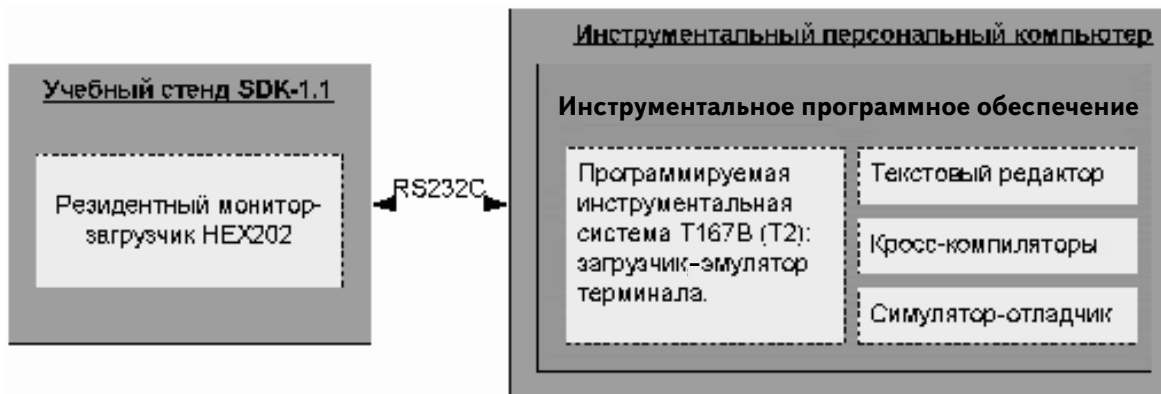 Инструментальный персональный компьютер
Учебный стенд SDK-1.1
Инструментальное программное обеспечение
Резидентный монитор-
загрузчик HEX202
RS232C
Программируемая
инструментальная
система T167B (T2):
загрузчик-эмулятор
терминала.
Текстовый редактор
Кросс-компиляторы
Симулятор-отладчик